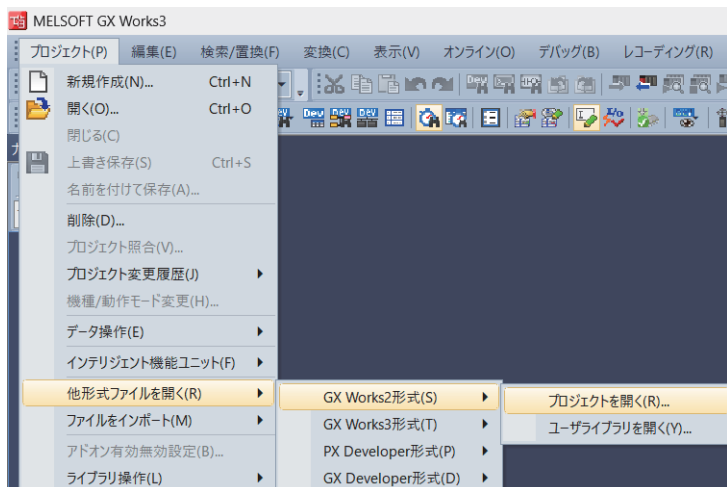 MELSOFT GX Works3
プロジェクト(P) 編集(E) 検索/置換(F) 変換(C) 表示(V) オンライン(O) デバッグ(B) レコーディング(R)
新規作成(N)... Ctrl+N
開く(O)... Ctrl+O
閉じる(C)
上書き保存(S) Ctrl+S
名前を付けて保存(A)...
削除(D)...
プロジェクト照合(V)...
プロジェクト変更履歴(J)
機種/動作モード変更(H)...
データ操作(E)
インテリジェント機能ユニット(F)
他形式ファイルを開く(R) GX Works2形式(S) プロジェクトを開く(R)...
ファイルをインポート(M) GX Works3形式(T) ユーザライブラリを開く(Y)...
アドオン有効無効設定(B)... PX Developer形式(P)
ライブラリ操作(L) GX Developer形式(D)